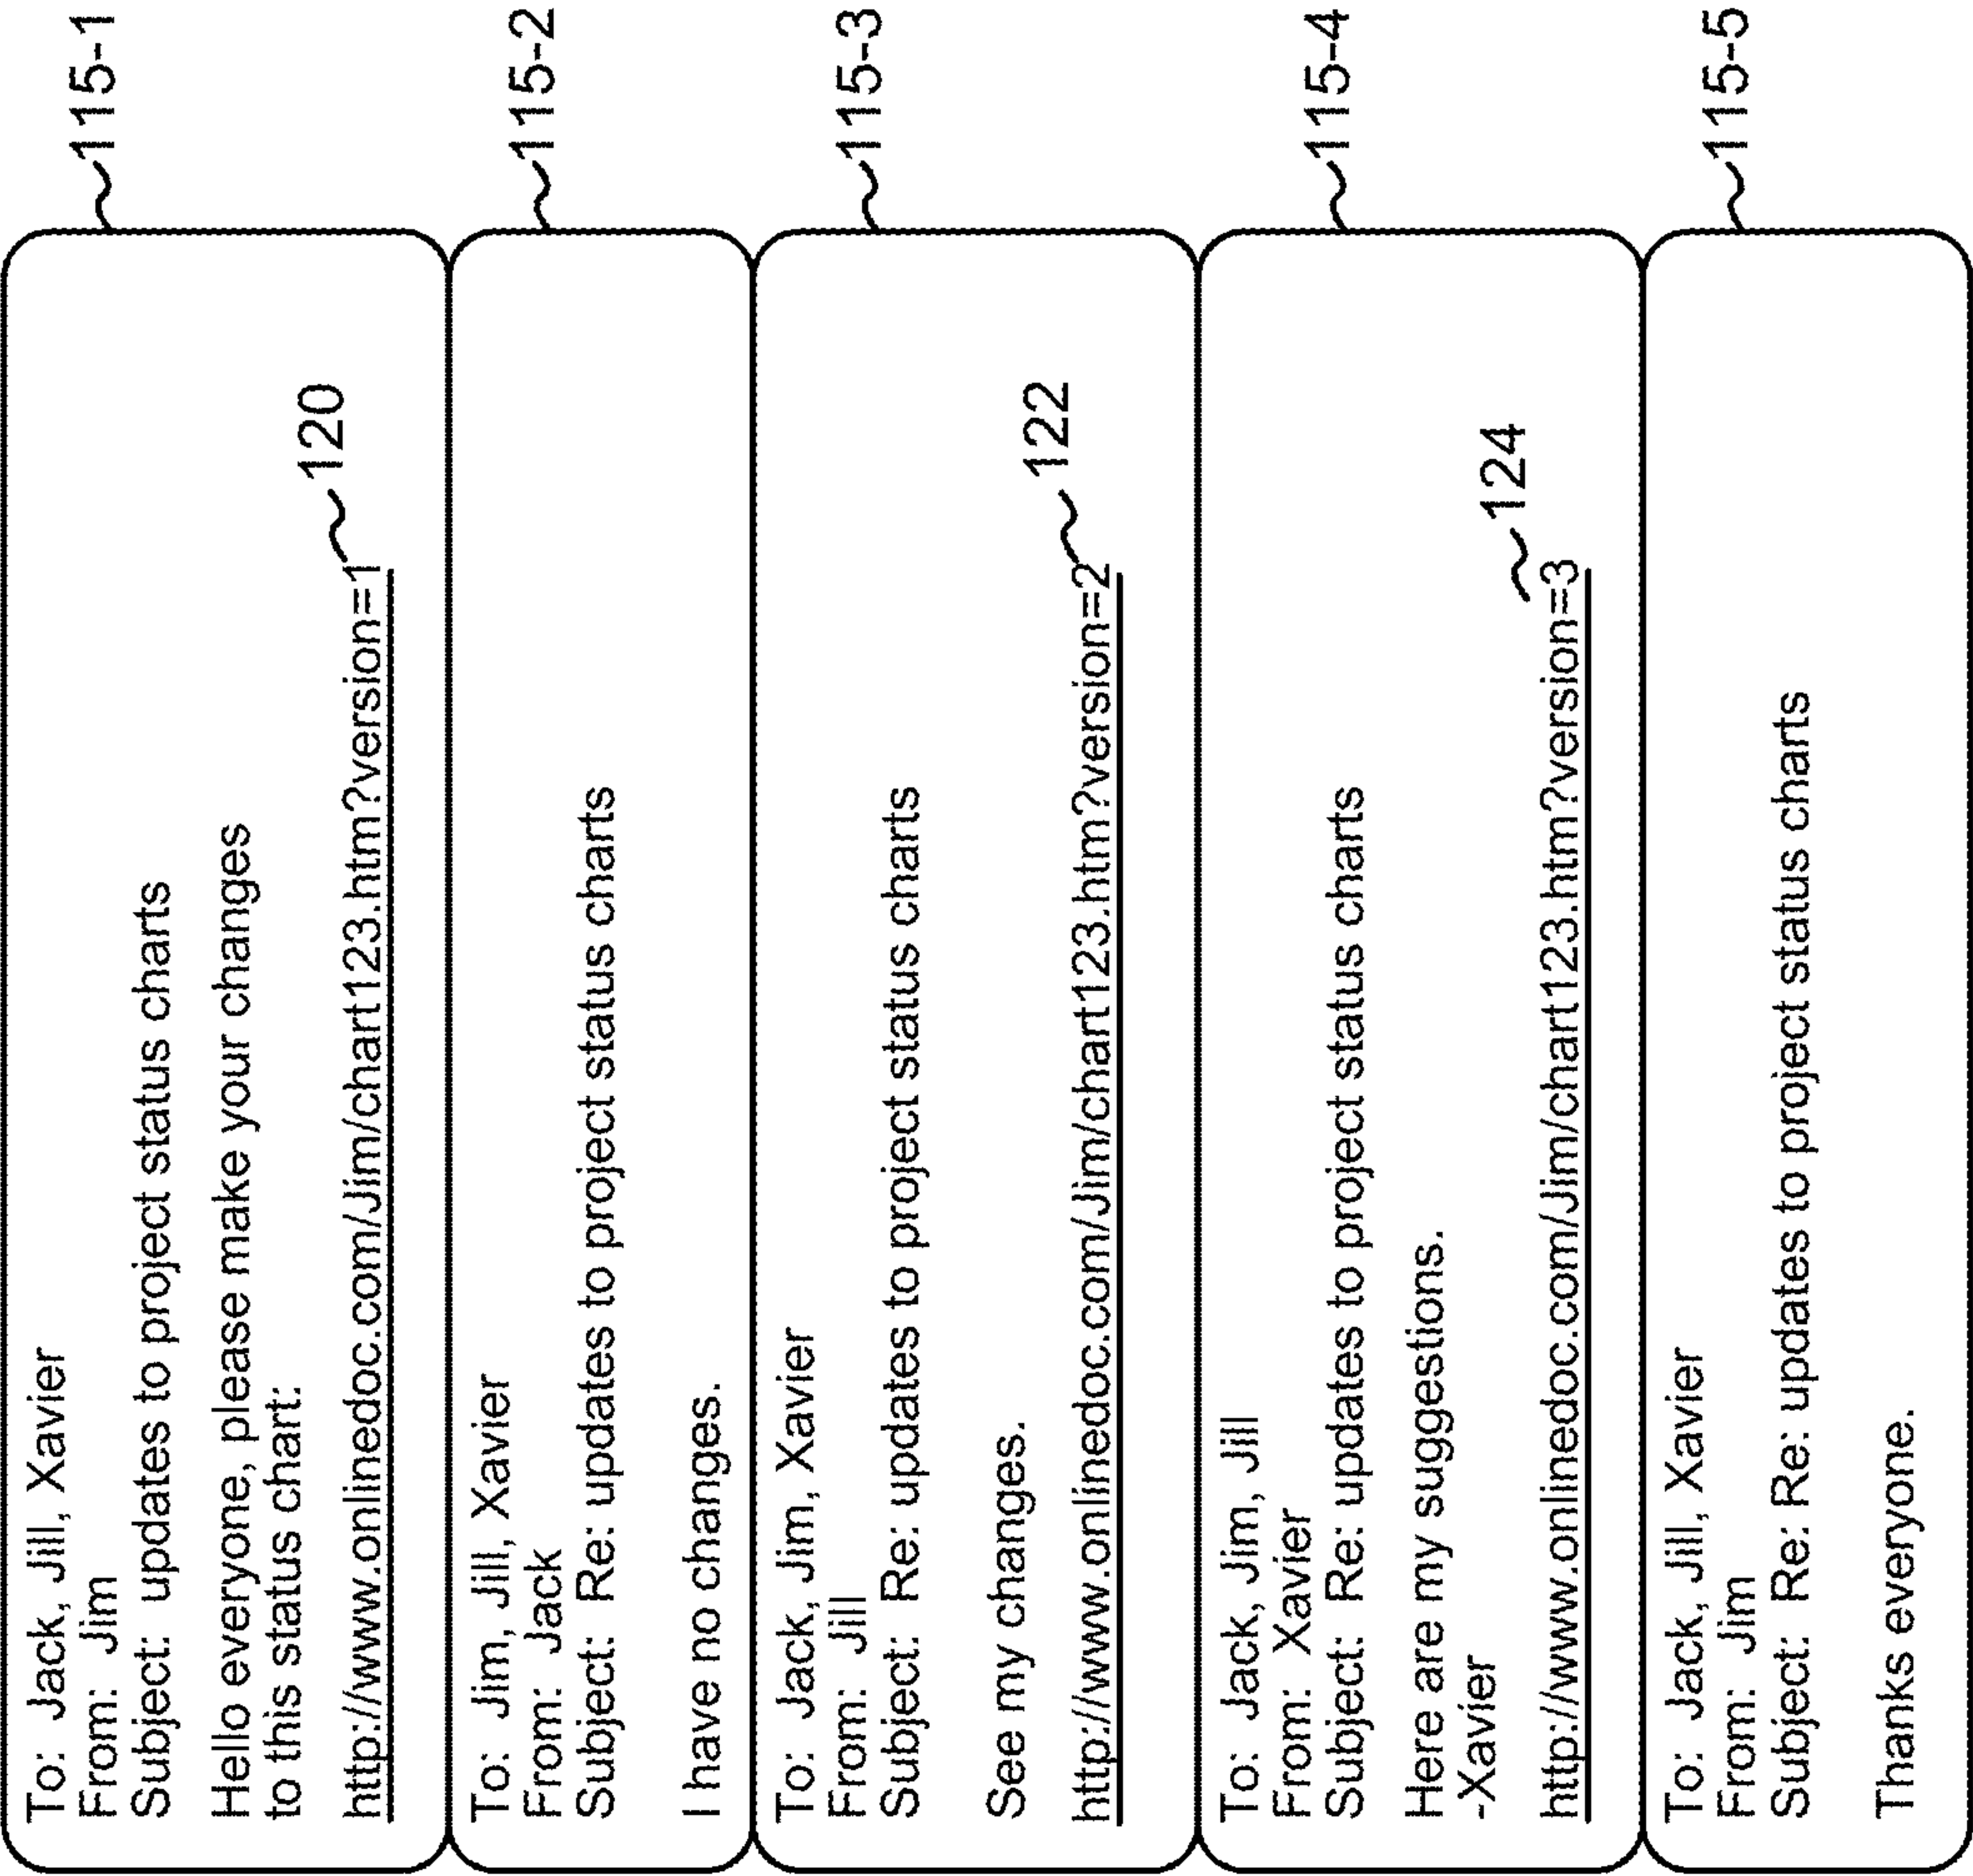 To:  Jack, Jill, Xavier
From:  Jim
Subject:  updates to project status charts
Hello everyone, please make your changes
to this status chart:
http://www.onlinedoc.com/Jim/chart123.htm?version=1
120
115-1
To:  Jim, Jill, Xavier
From: Jack
Subject:  Re: updates to project status charts
I have no changes.
115-2
To:  Jack, Jim, Xavier
From:  Jill
Subject:  Re: updates to project status charts
See my changes.
http://www.onlinedoc.com/Jim/chart123.htm?version=2
122
115-3
To:  Jack, Jim, Jill
From:  Xavier
Subject:  Re: updates to project status charts
Here are my suggestions.
-Xavier
http://www.onlinedoc.com/Jim/chart123.htm?version=3
124
115-4
To:  Jack, Jill, Xavier
From:  Jim
Subject:  Re: Re: updates to project status charts
Thanks everyone.
115-5